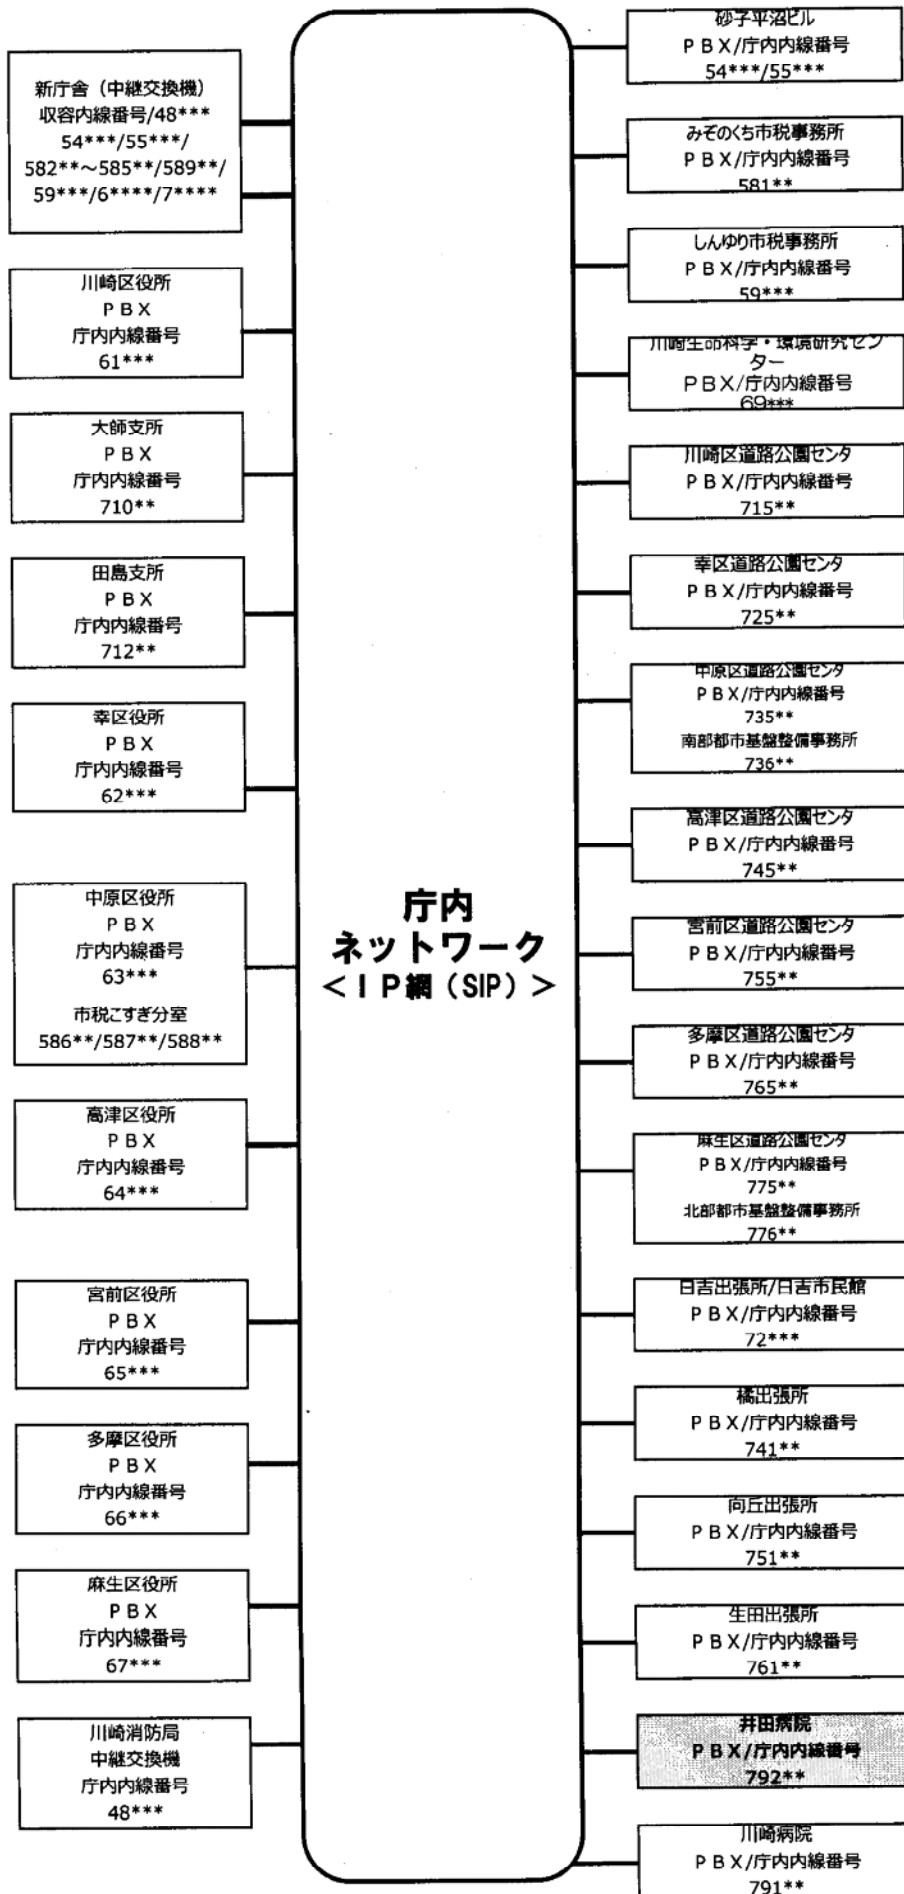 新庁舎（中継交換機）
収容内線番号/48***
54***/55***/
582**～585**/589**/
59***/6****/7****
川崎区役所
ＰＢＸ
庁内内線番号
61***
大師支所
ＰＢＸ
庁内内線番号
710**
田島支所
ＰＢＸ
庁内内線番号
712**
幸区役所
ＰＢＸ
庁内内線番号
62***
中原区役所
ＰＢＸ
庁内内線番号
63***
市税こすぎ分室
586**/587**/588**
高津区役所
ＰＢＸ
庁内内線番号
64***
宮前区役所
ＰＢＸ
庁内内線番号
65***
多摩区役所
ＰＢＸ
庁内内線番号
66***
麻生区役所
ＰＢＸ
庁内内線番号
67***
川崎消防局
中継交換機
庁内内線番号
48***
庁内
ネットワーク
＜ＩＰ網（SIP）＞
砂子平沼ビル
ＰＢＸ/庁内内線番号
54***/55***
みぞのくち市税事務所
ＰＢＸ/庁内内線番号
581**
しんゆり市税事務所
ＰＢＸ/庁内内線番号
59***
川崎生命科学・環境研究セン
ター
ＰＢＸ/庁内内線番号
69***
川崎区道路公園センタ
ＰＢＸ/庁内内線番号
715**
幸区道路公園センタ
ＰＢＸ/庁内内線番号
725**
中原区道路公園センタ
ＰＢＸ/庁内内線番号
735**
南部都市基盤整備事務所
736**
高津区道路公園センタ
ＰＢＸ/庁内内線番号
745**
宮前区道路公園センタ
ＰＢＸ/庁内内線番号
755**
多摩区道路公園センタ
ＰＢＸ/庁内内線番号
765**
麻生区道路公園センタ
ＰＢＸ/庁内内線番号
775**
北部都市基盤整備事務所
776**
日吉出張所/日吉市民館
ＰＢＸ/庁内内線番号
72***
橘出張所
ＰＢＸ/庁内内線番号
741**
向丘出張所
ＰＢＸ/庁内内線番号
751**
生田出張所
ＰＢＸ/庁内内線番号
761**
井田病院
ＰＢＸ/庁内内線番号
792**
川崎病院
ＰＢＸ/庁内内線番号
791**